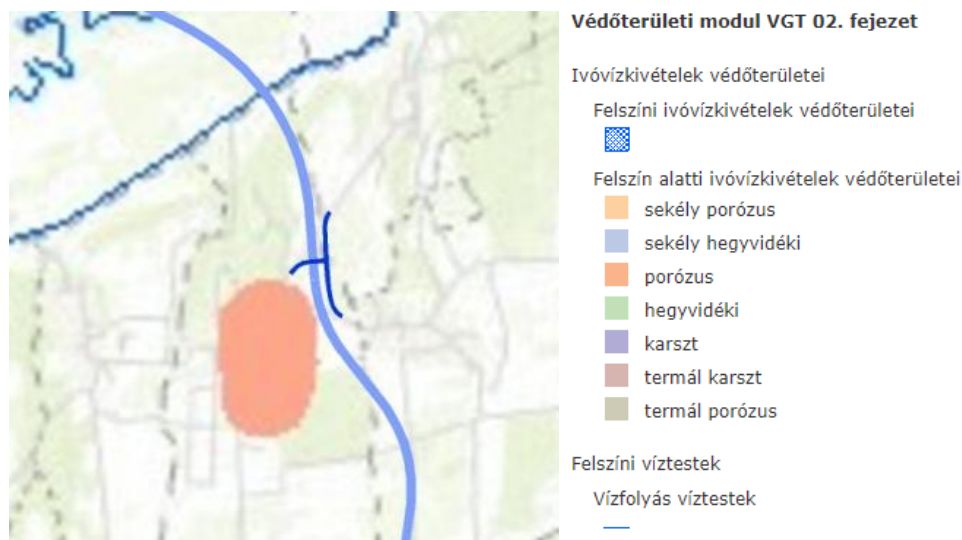 Védőterületi modul VGT 02. fejezet
Ivóvízkivételek védőterületei
Felszíni ivóvízkivételek védőterületei
Felszín alatti ivóvízkivételek védőterületei
sekély porózus
sekély hegyvidéki
porózus
hegyvidéki
karszt
termál karszt
termál porózus
Felszíni víztestek
Vízfolyás víztestek